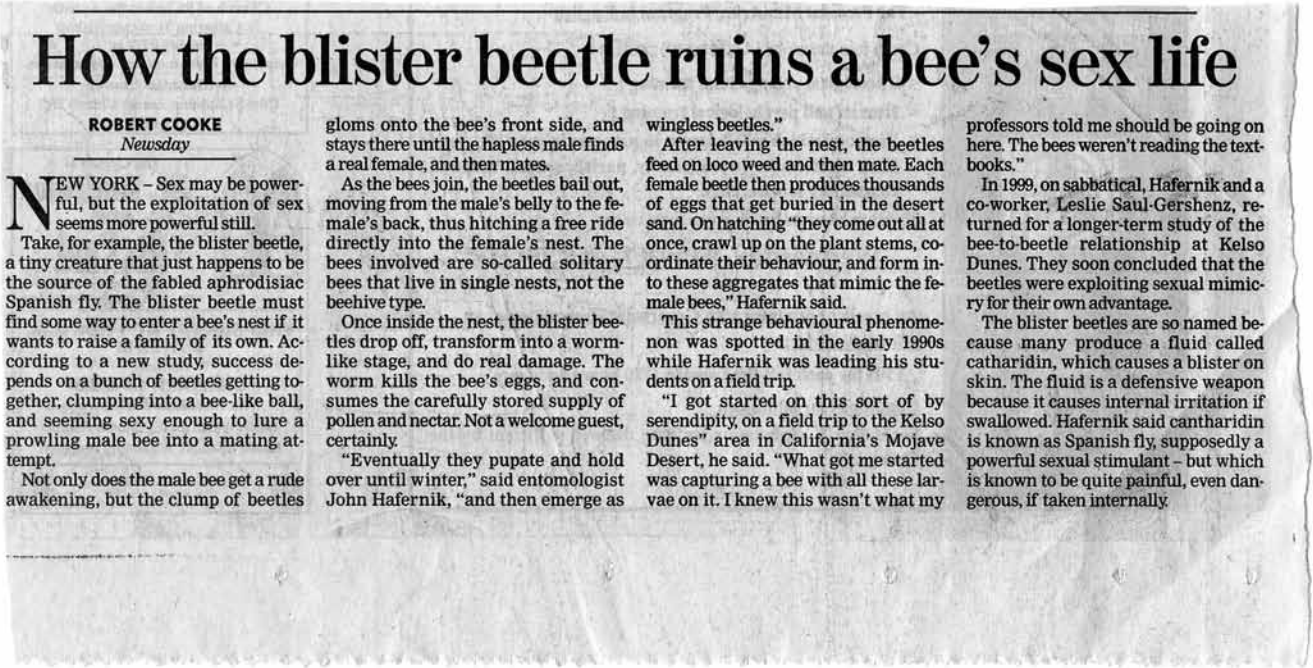 How the blister beetle ruins a bee's sex life
ROBERT COOKE
Newsday
NEW YORK – Sex may be power-
ful, but the exploitation of sex
seems more powerful still.
Take, for example, the blister beetle,
a tiny creature that just happens to be
the source of the fabled aphrodisiac
Spanish fly. The blister beetle must
find some way to enter a bee's nest if it
wants to raise a family of its own. Ac-
cording to a new study, success de-
pends on a bunch of beetles getting to-
gether, clumping into a bee-like ball,
and seeming sexy enough to lure a
prowling male bee into a mating at-
tempt.
Not only does the male bee get a rude
awakening, but the clump of beetles
gloms onto the bee's front side, and
stays there until the hapless male finds
a real female, and then mates.
As the bees join, the beetles bail out,
moving from the male's belly to the fe-
male's back, thus hitching a free ride
directly into the female's nest. The
bees involved are so-called solitary
bees that live in single nests, not the
beehive type.
Once inside the nest, the blister bee-
tles drop off, transform into a worm-
like stage, and do real damage. The
worm kills the bee's eggs, and con-
sumes the carefully stored supply of
pollen and nectar. Not a welcome guest,
certainly.
"Eventually they pupate and hold
over until winter," said entomologist
John Hafernik, "and then emerge as
wingless beetles."
After leaving the nest, the beetles
feed on loco weed and then mate. Each
female beetle then produces thousands
of eggs that get buried in the desert
sand. On hatching "they come out all at
once, crawl up on the plant stems, co-
ordinate their behaviour, and form in-
to these aggregates that mimic the fe-
male bees," Hafernik said.
This strange behavioural phenome-
non was spotted in the early 1990s
while Hafernik was leading his stu-
dents on a field trip.
"I got started on this sort of by
serendipity, on a field trip to the Kelso
Dunes" area in California's Mojave
Desert, he said. "What got me started
was capturing a bee with all these lar-
vae on it. I knew this wasn't what my
professors told me should be going on
here. The bees weren't reading the text-
books."
In 1999, on sabbatical, Hafernik and a
co-worker, Leslie Saul-Gershenz, re-
turned for a longer-term study of the
bee-to-beetle relationship at Kelso
Dunes. They soon concluded that the
beetles were exploiting sexual mimic-
ry for their own advantage.
The blister beetles are so named be-
cause many produce a fluid called
catharidin, which causes a blister on
skin. The fluid is a defensive weapon
because it causes internal irritation if
swallowed. Hafernik said cantharidin
is known as Spanish fly, supposedly a
powerful sexual stimulant – but which
is known to be quite painful, even dan-
gerous, if taken internally.